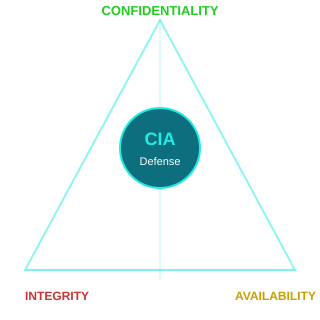 CONFIDENTIALITY
CIA
Defense
INTEGRITY
AVAILABILITY